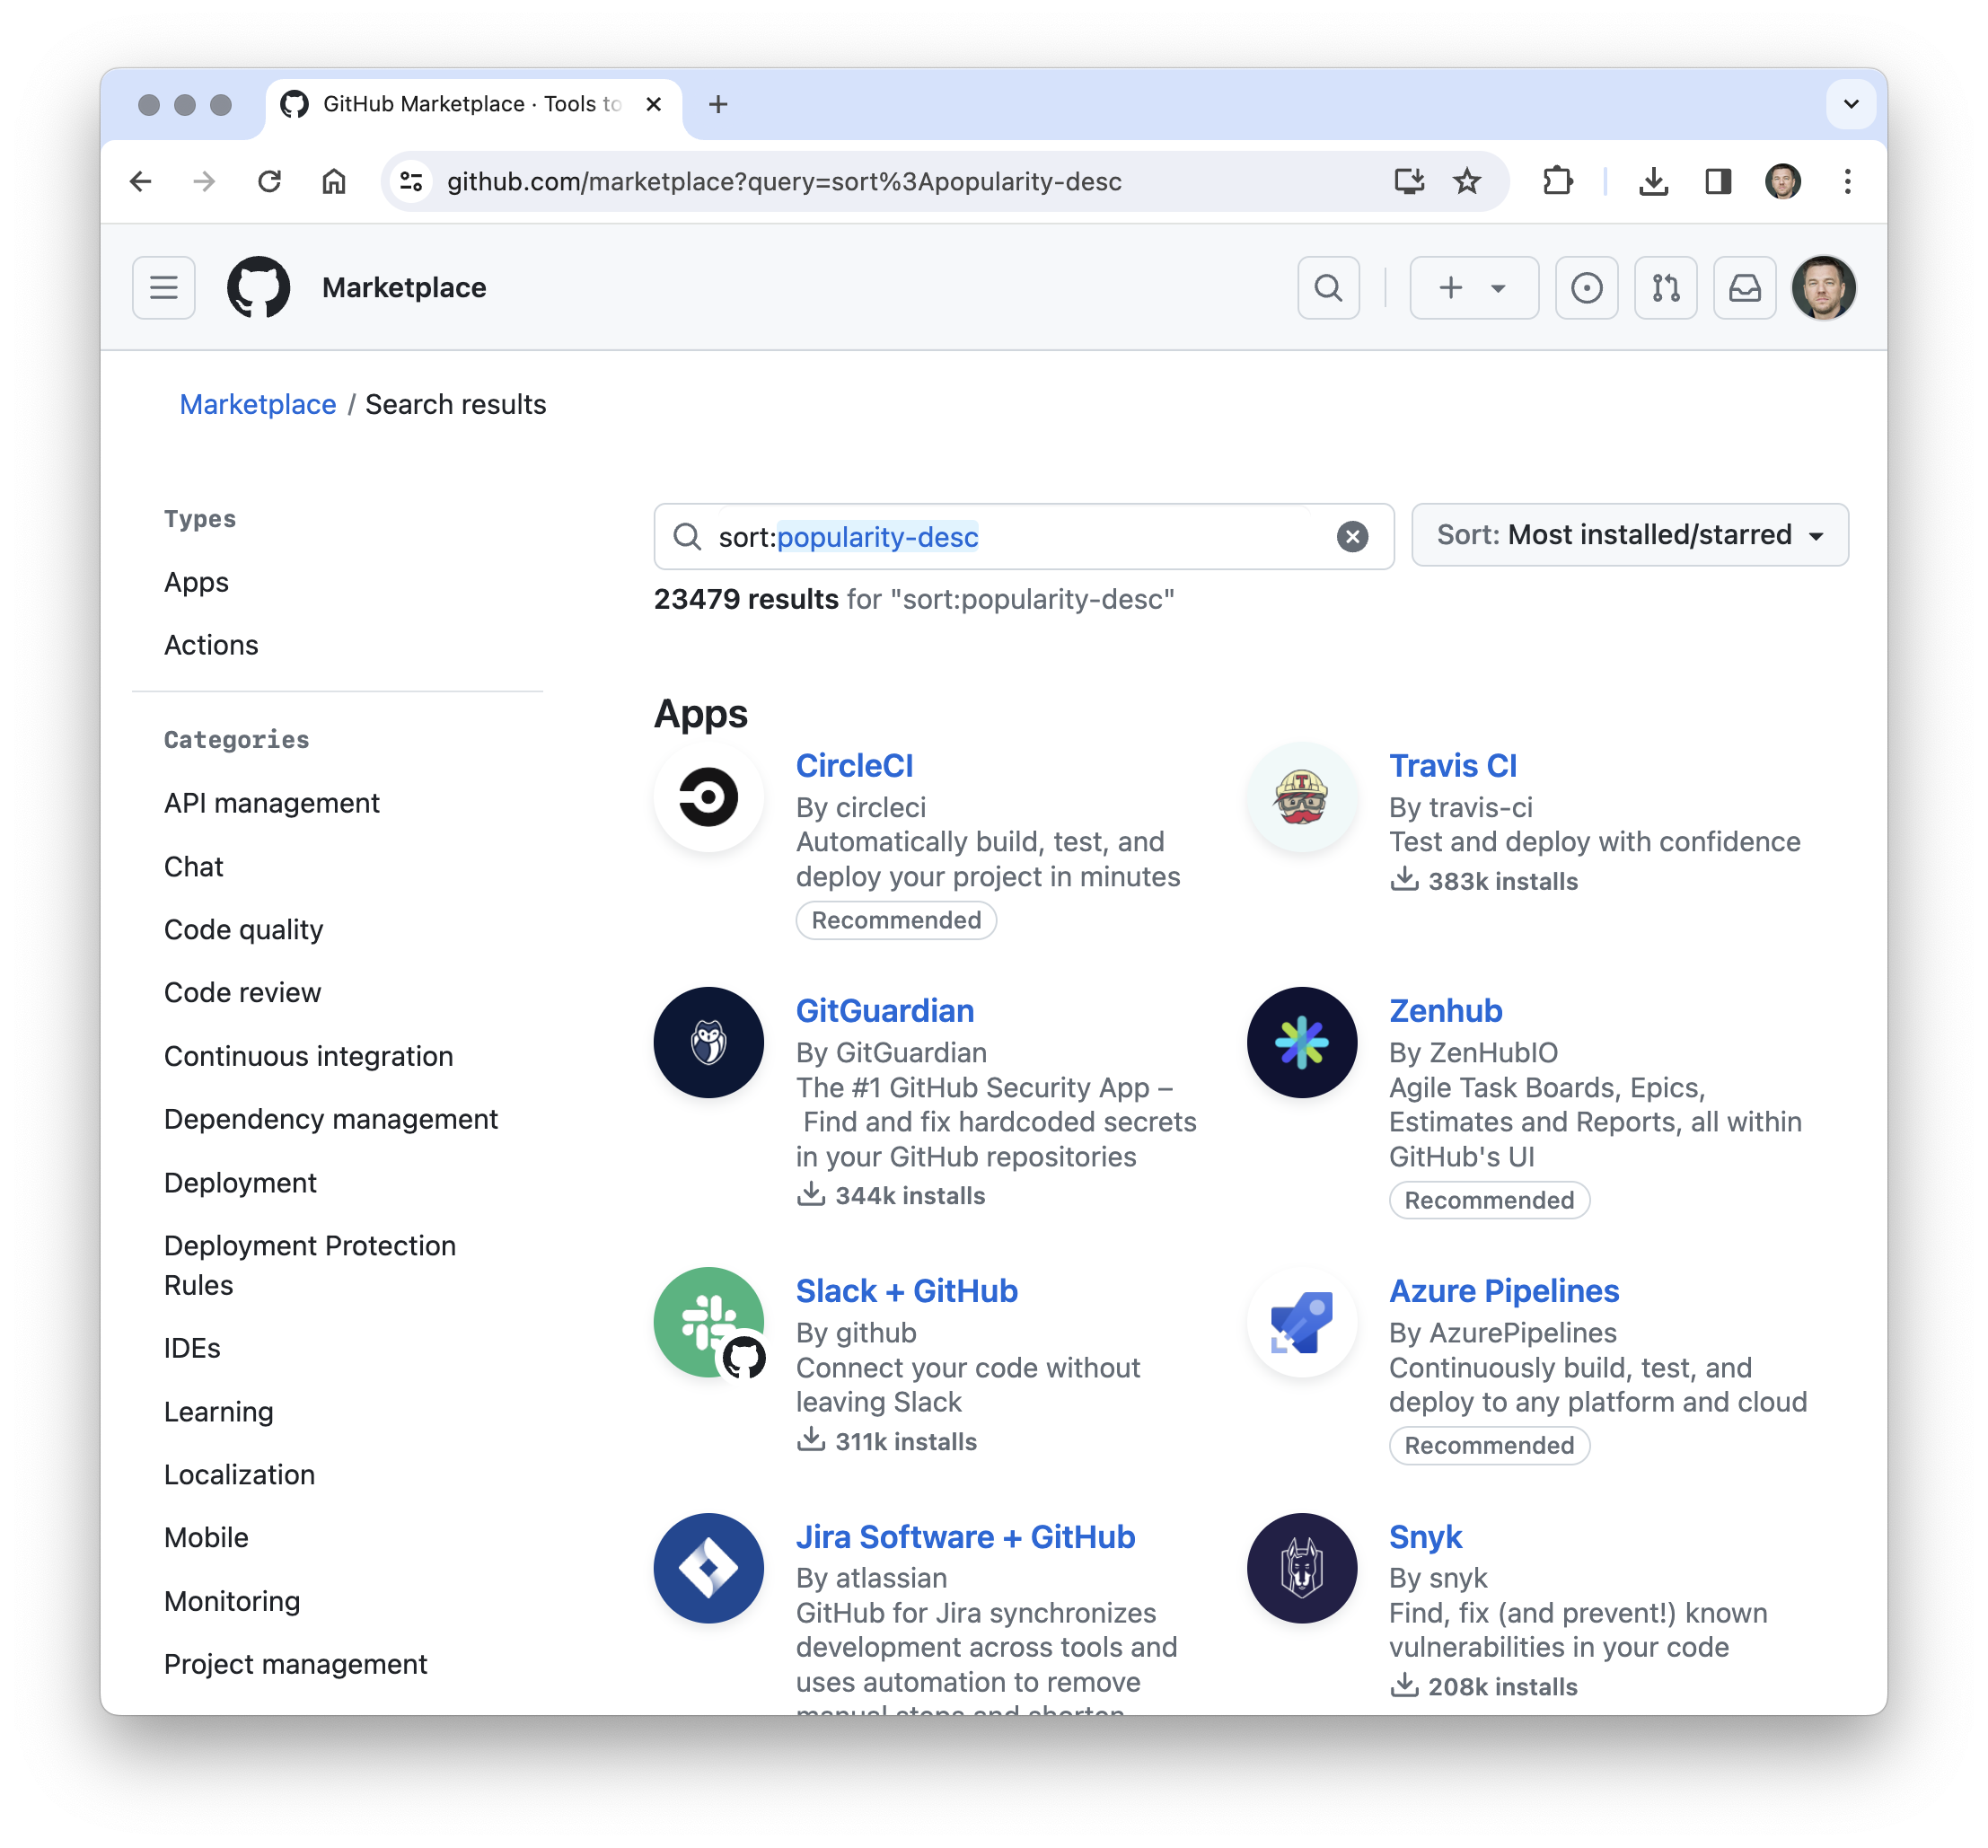 GitHub Marketplace · Tools to
github.com/marketplace?query=sort%3Apopularity-desc
Marketplace
Marketplace / Search results
Types
Apps
Actions
Categories
API management
Chat
Code quality
Code review
Continuous integration
Dependency management
Deployment
Deployment Protection
Rules
IDEs
Learning
Localization
Mobile
Monitoring
Project management
sort:popularity-desc
Sort: Most installed/starred
23479 results for "sort:popularity-desc"
Apps
CircleCI
By circleci
Automatically build, test, and
deploy your project in minutes
Recommended
Travis CI
By travis-ci
Test and deploy with confidence
383k installs
GitGuardian
By GitGuardian
The #1 GitHub Security App –
Find and fix hardcoded secrets
in your GitHub repositories
344k installs
Zenhub
By ZenHubIO
Agile Task Boards, Epics,
Estimates and Reports, all within
GitHub's UI
Recommended
Slack + GitHub
By github
Connect your code without
leaving Slack
311k installs
Azure Pipelines
By AzurePipelines
Continuously build, test, and
deploy to any platform and cloud
Recommended
Jira Software + GitHub
By atlassian
GitHub for Jira synchronizes
development across tools and
uses automation to remove
manual steps and shorten
Snyk
By snyk
Find, fix (and prevent!) known
vulnerabilities in your code
208k installs